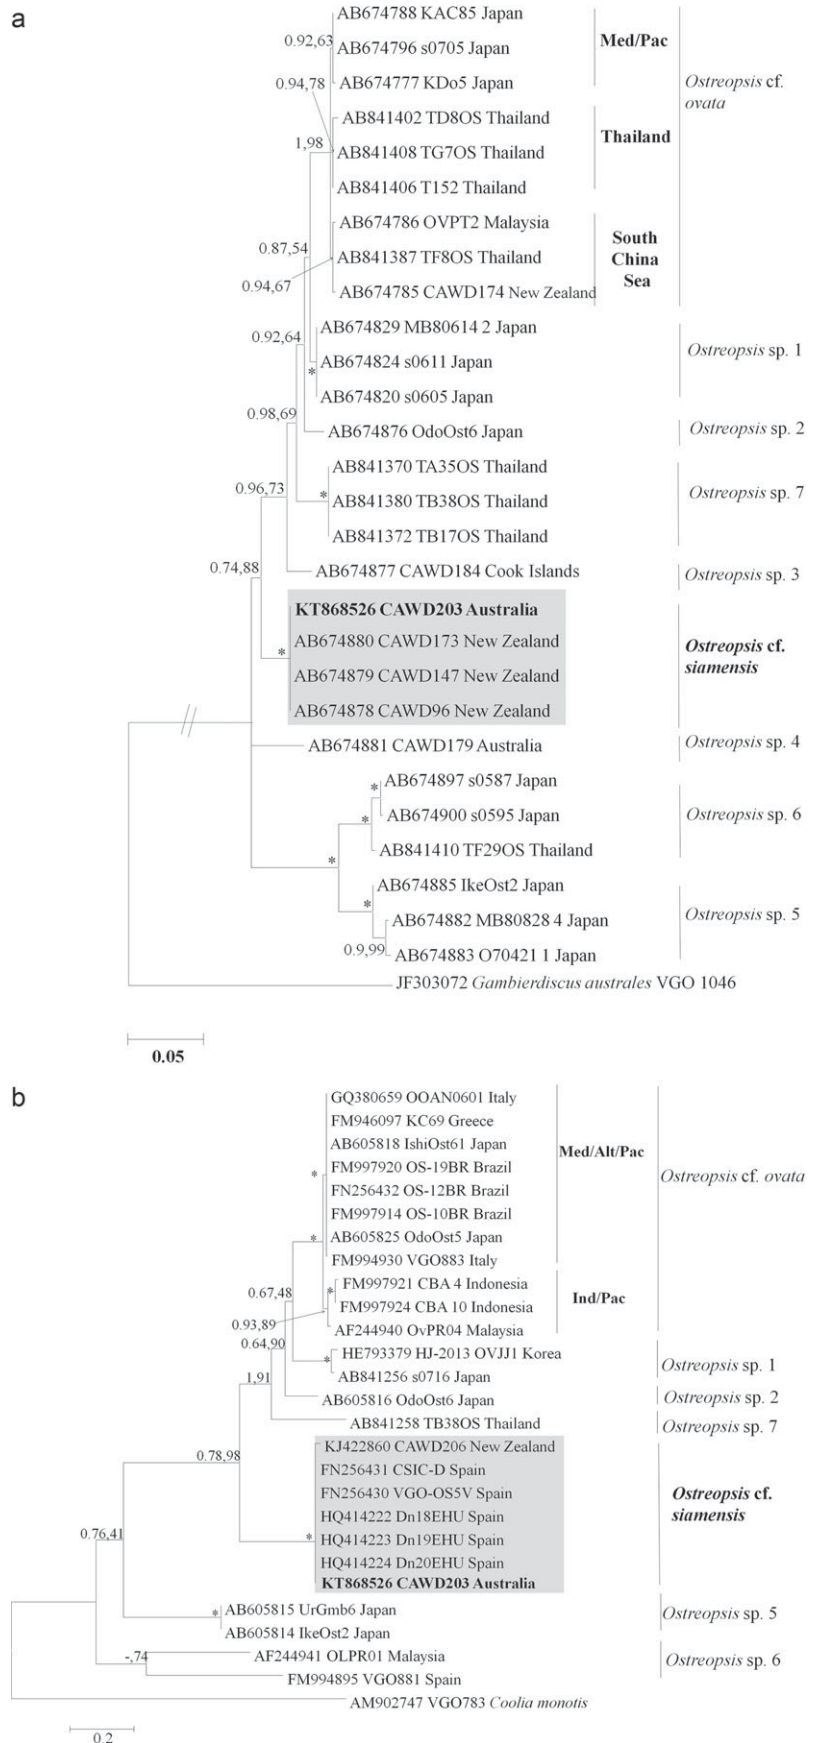 a
AB674788 KAC85 Japan
0.92,63
Med/Pac
AB674796 s0705 Japan
0.94,78
AB674777 KDo5 Japan
Ostreopsis cf.
ovata
AB841402 TD8OS Thailand
1,98
AB841408 TG7OS Thailand
Thailand
AB841406 T152 Thailand
AB674786 OVPT2 Malaysia
0.87,54
AB841387 TF8OS Thailand
South
China
Sea
0.94,67
AB674785 CAWD174 New Zealand
0.92,64
AB674829 MB80614 2 Japan
AB674824 s0611 Japan
Ostreopsis sp. 1
*
AB674820 s0605 Japan
0.98,69
AB674876 OdoOst6 Japan
Ostreopsis sp. 2
AB841370 TA35OS Thailand
0.96,73
*
AB841380 TB38OS Thailand
Ostreopsis sp. 7
AB841372 TB17OS Thailand
0.74,88
AB674877 CAWD184 Cook Islands
Ostreopsis sp. 3
KT868526 CAWD203 Australia
AB674880 CAWD173 New Zealand
*
Ostreopsis cf.
siamensis
AB674879 CAWD147 New Zealand
AB674878 CAWD96 New Zealand
//
AB674881 CAWD179 Australia
Ostreopsis sp. 4
*
AB674897 s0587 Japan
*
AB674900 s0595 Japan
Ostreopsis sp. 6
AB841410 TF29OS Thailand
*
AB674885 IkeOst2 Japan
*
AB674882 MB80828 4 Japan
Ostreopsis sp. 5
0.9,99
AB674883 O70421 1 Japan
JF303072 Gambierdiscus australes VGO 1046
0.05
b
GQ380659 OOAN0601 Italy
FM946097 KC69 Greece
AB605818 IshiOst61 Japan
Med/Alt/Pac
*
FM997920 OS-19BR Brazil
Ostreopsis cf. ovata
FN256432 OS-12BR Brazil
FM997914 OS-10BR Brazil
*
AB605825 OdoOst5 Japan
FM994930 VGO883 Italy
0.67,48
*
FM997921 CBA 4 Indonesia
Ind/Pac
FM997924 CBA 10 Indonesia
0.93,89
AF244940 OvPR04 Malaysia
0.64,90
*
HE793379 HJ-2013 OVJJ1 Korea
Ostreopsis sp. 1
1,91
AB841256 s0716 Japan
AB605816 OdoOst6 Japan
Ostreopsis sp. 2
AB841258 TB38OS Thailand
Ostreopsis sp. 7
0.78,98
KJ422860 CAWD206 New Zealand
FN256431 CSIC-D Spain
FN256430 VGO-OS5V Spain
Ostreopsis cf.
siamensis
HQ414222 Dn18EHU Spain
0.76,41
*
HQ414223 Dn19EHU Spain
HQ414224 Dn20EHU Spain
KT868526 CAWD203 Australia
*
AB605815 UrGmb6 Japan
Ostreopsis sp. 5
AB605814 IkeOst2 Japan
-,74
AF244941 OLPR01 Malaysia
Ostreopsis sp. 6
FM994895 VGO881 Spain
AM902747 VGO783 Coolia monotis
0.2